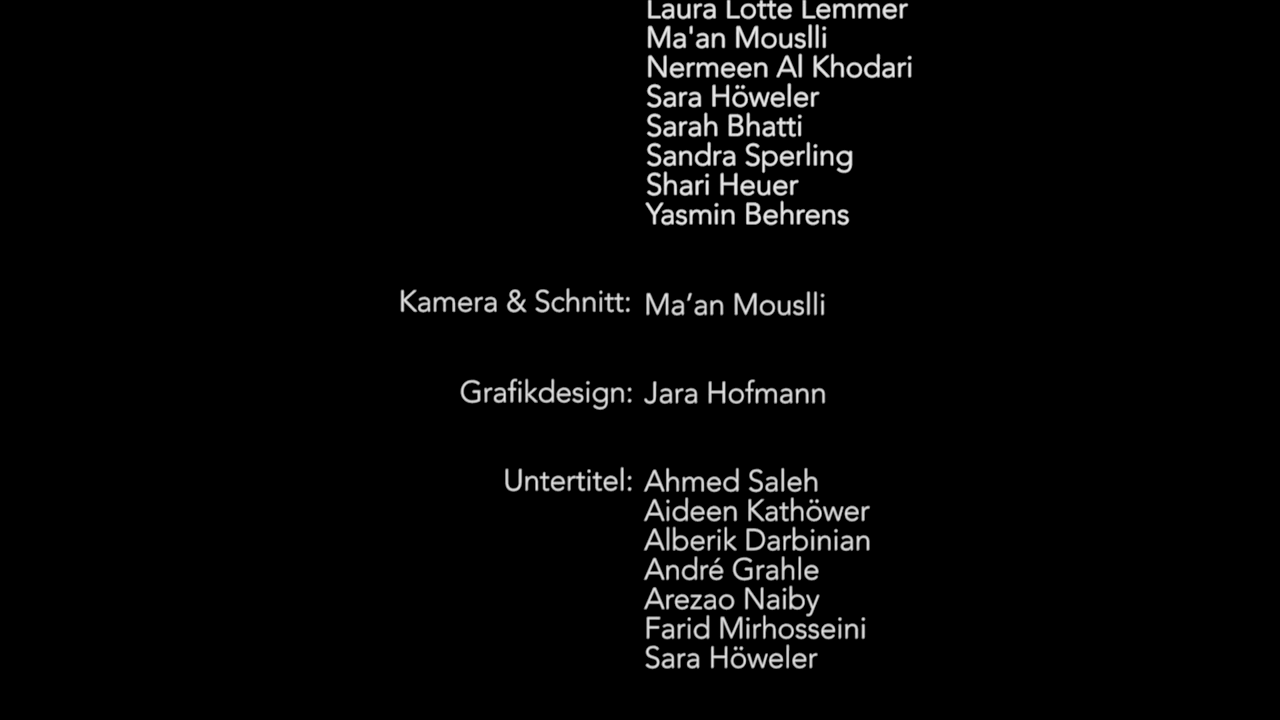 Laura Lotte Lemmer
Ma'an Mouslli
Nermeen Al Khodari
Sara Höweler
Sarah Bhatti
Sandra Sperling
Shari Heuer
Yasmin Behrens
Kamera & Schnitt: Ma’an Mouslli
Grafikdesign: Jara Hofmann
Untertitel: Ahmed Saleh
Aideen Kathöwer
Alberik Darbinian
André Grahle
Arezao Naiby
Farid Mirhosseini
Sara Höweler